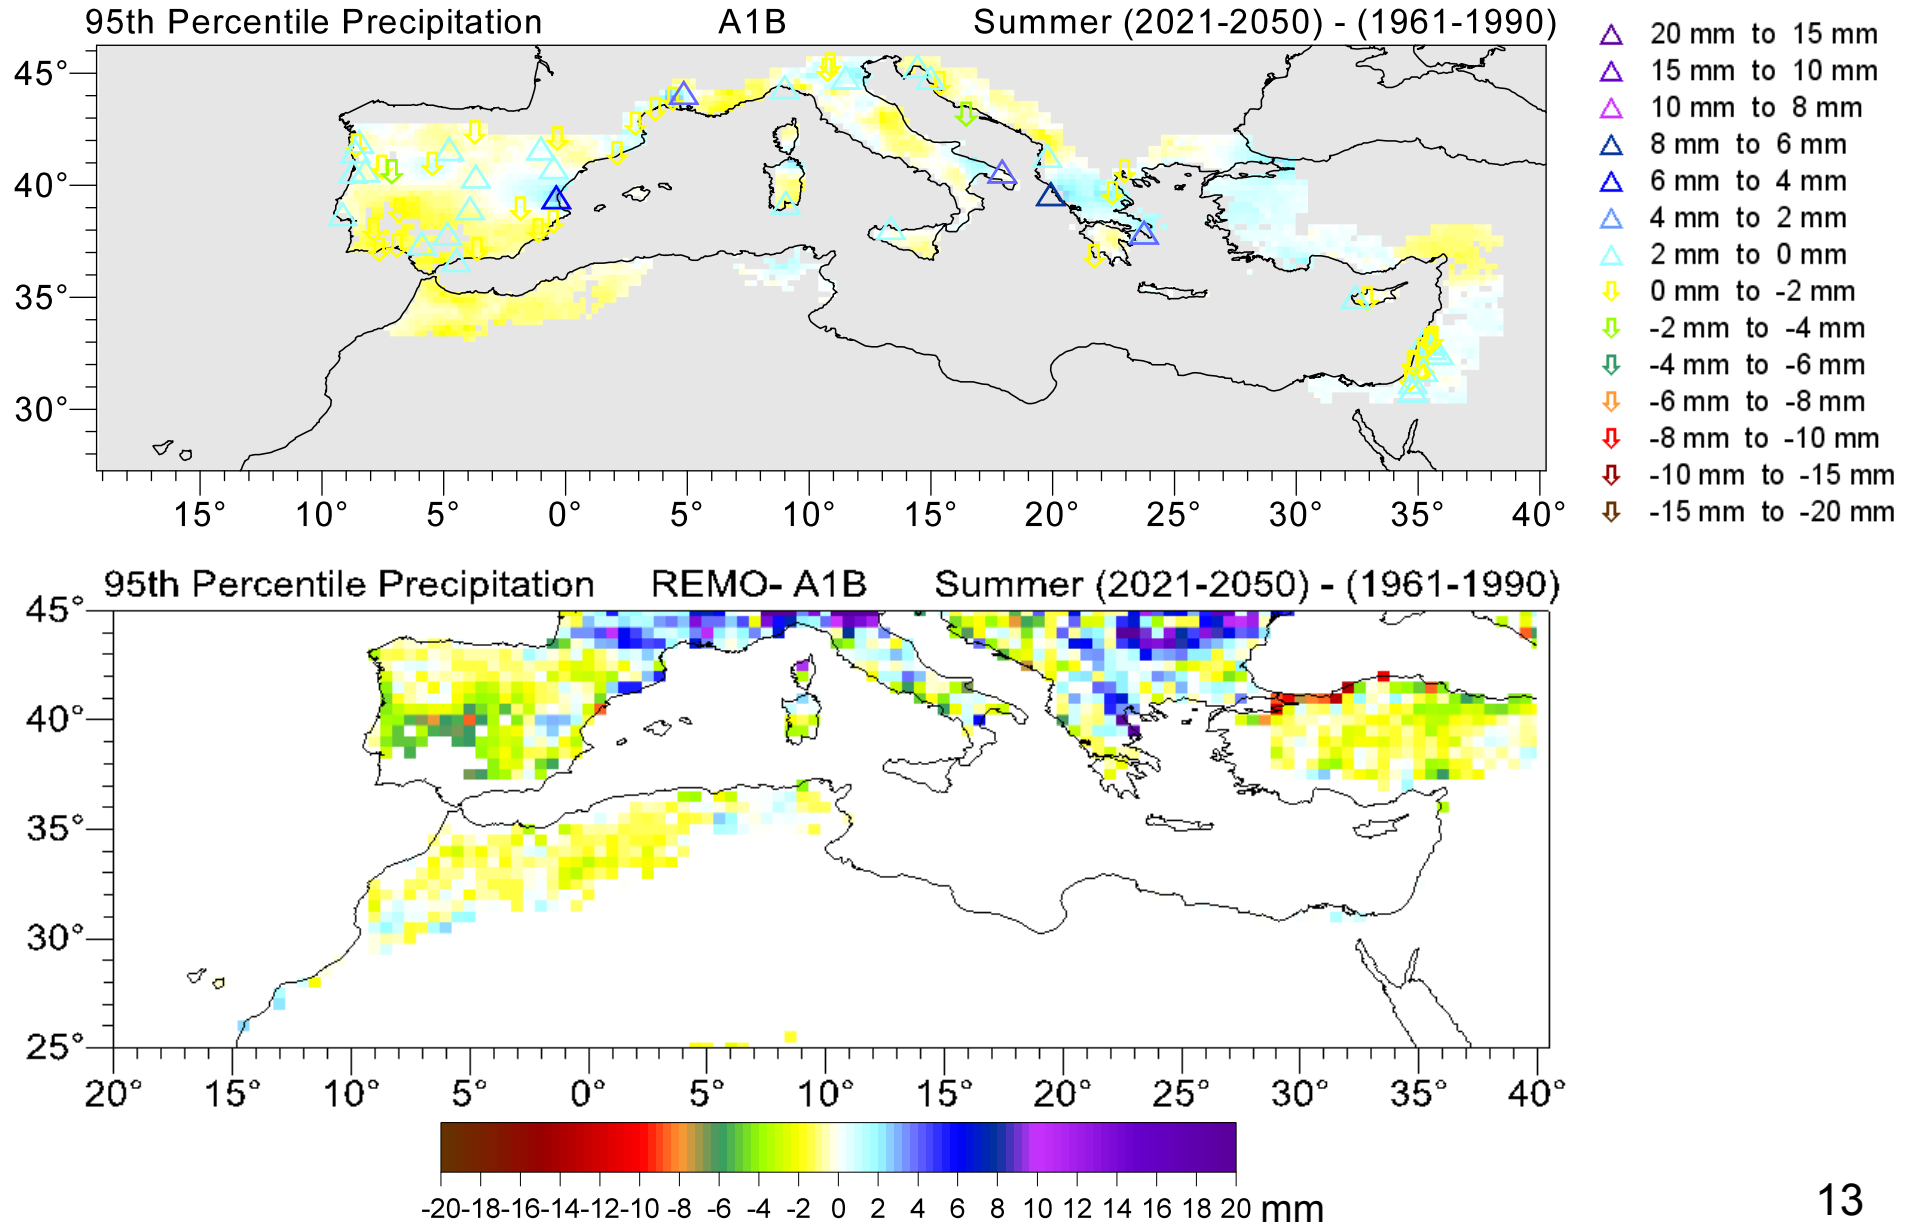 95th Percentile Precipitation A1B Summer (2021-2050) - (1961-1990)
45°
40°
35°
30°
15° 10° 5° 0° 5° 10° 15° 20° 25° 30° 35° 40°
20 mm to 15 mm
15 mm to 10 mm
10 mm to 8 mm
8 mm to 6 mm
6 mm to 4 mm
4 mm to 2 mm
2 mm to 0 mm
0 mm to -2 mm
-2 mm to -4 mm
-4 mm to -6 mm
-6 mm to -8 mm
-8 mm to -10 mm
-10 mm to -15 mm
-15 mm to -20 mm
95th Percentile Precipitation REMO- A1B Summer (2021-2050) - (1961-1990)
45°
40°
35°
30°
25°
20° 15° 10° 5° 0° 5° 10° 15° 20° 25° 30° 35° 40°
-20 -18 -16 -14 -12 -10 -8 -6 -4 -2 0 2 4 6 8 10 12 14 16 18 20 mm
13